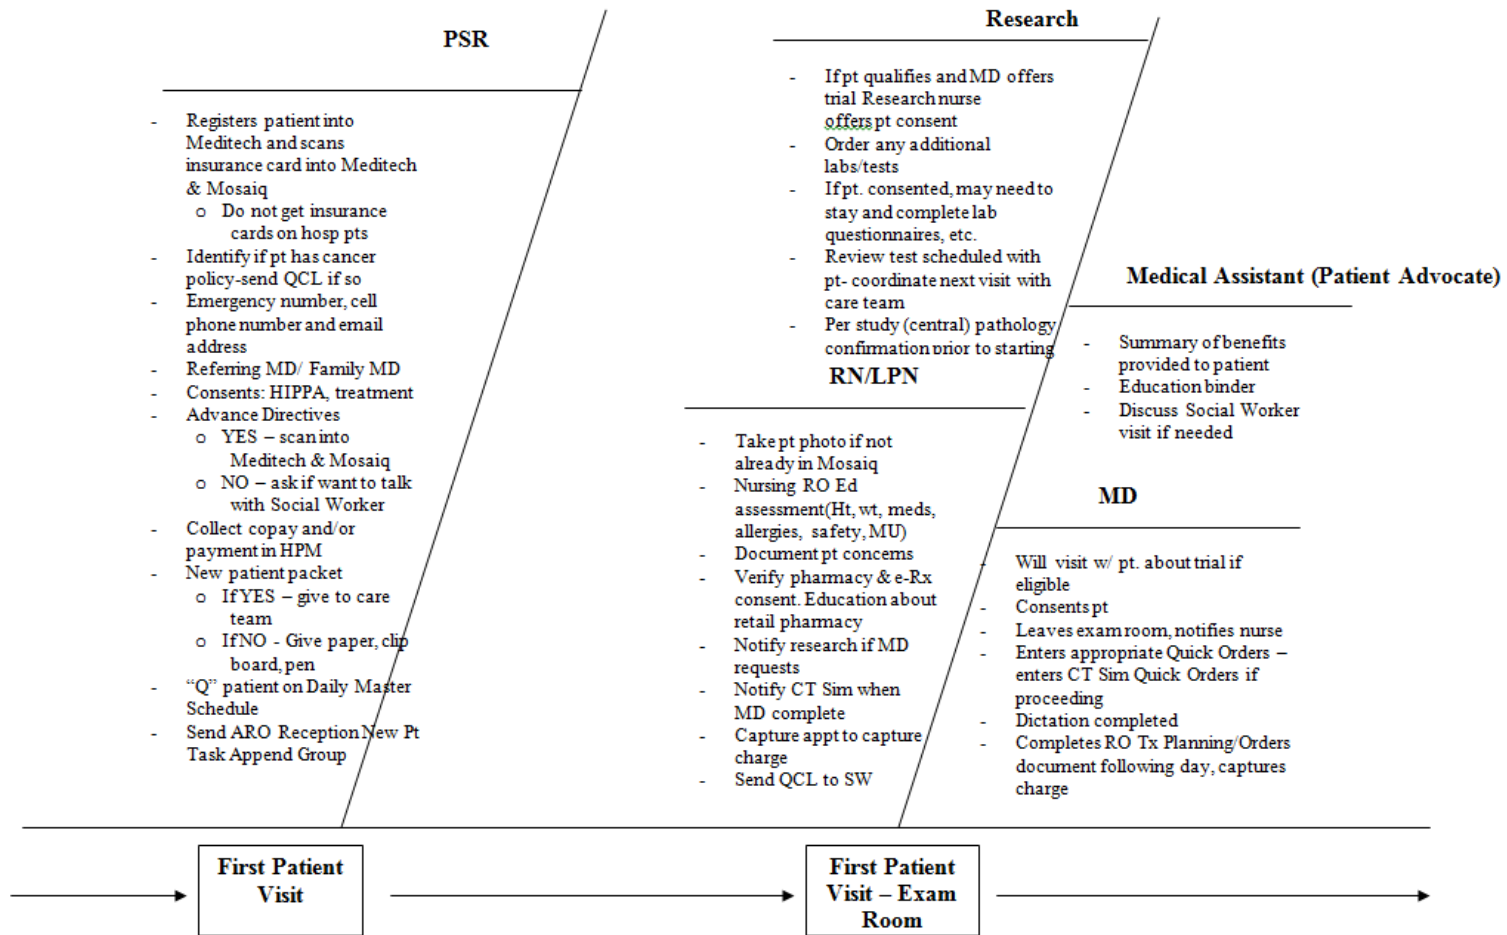 PSR
- Registers patient into
Meditech and scans
insurance card into Meditech
& Mosaiq
o Do not get insurance
cards on hosp pts
- Identify if pt has cancer
policy-send QCL if so
- Emergency number, cell
phone number and email
address
- Referring MD/ Family MD
- Consents: HIPPA, treatment
- Advance Directives
o YES – scan into
Meditech & Mosaiq
o NO – ask if want to talk
with Social Worker
- Collect copay and/or
payment in HPM
- New patient packet
o If YES – give to care
team
o If NO - Give paper, clip
board, pen
- “Q” patient on Daily Master
Schedule
- Send ARO Reception New Pt
Task Append Group
Research
- If pt qualifies and MD offers
trial Research nurse
offers pt consent
- Order any additional
labs/tests
- If pt. consented, may need to
stay and complete lab
questionnaires, etc.
- Review test scheduled with
pt- coordinate next visit with
care team
- Per study (central) pathology
confirmation prior to starting
RN/LPN
- Take pt photo if not
already in Mosaiq
- Nursing RO Ed
assessment(Ht, wt, meds,
allergies, safety, MU)
- Document pt concerns
- Verify pharmacy & e-Rx
consent. Education about
retail pharmacy
- Notify research if MD
requests
- Notify CT Sim when
MD complete
- Capture appt to capture
charge
- Send QCL to SW
Medical Assistant (Patient Advocate)
- Summary of benefits
provided to patient
- Education binder
- Discuss Social Worker
visit if needed
MD
- Will visit w/ pt. about trial if
eligible
- Consents pt
- Leaves exam room, notifies nurse
- Enters appropriate Quick Orders –
enters CT Sim Quick Orders if
proceeding
- Dictation completed
- Completes RO Tx Planning/Orders
document following day, captures
charge
First Patient
Visit
First Patient
Visit – Exam
Room